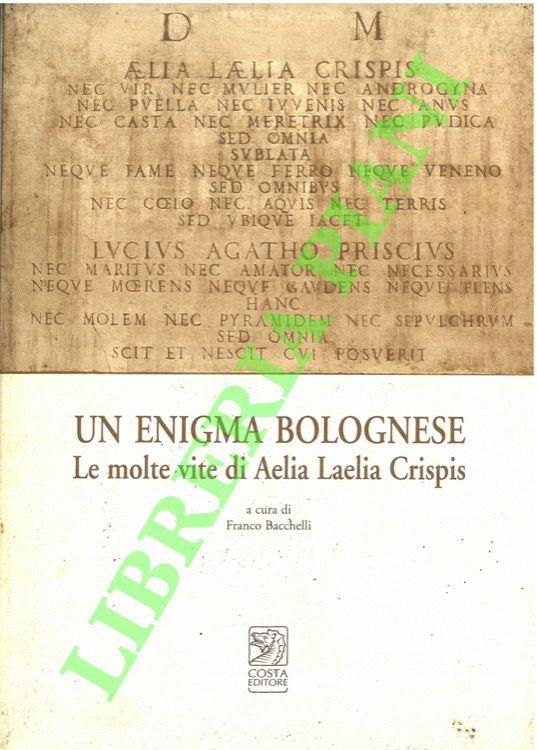 D M
ÆLIA LÆLIA CRISPIS
NEC VIR NEC MVLIER NEC ANDROGYNA
NEC PVELLA NEC IVVENIS NEC ANVS
NEC CASTA NEC MERETRIX NEC PVDICA
SED OMNIA
SVBLATA
NEQVE FAME NEQVE FERRO NEQVE VENENO
SED OMNIBVS
NEC CŒIO NEC AQVIS NEC TERRIS
SED VBIQVE IACET
LVCIVS AGATHO PRISCIVS
NEC MARITVS NEC AMATOR NEC NECESSARIVS
NEQVE MŒRENS NEQVE GAVDENS NEQVE FLENS
HANC
NEC MOLEM NEC PYRAMIDEM NEC SEPVLCHRVM
SED OMNIA
SCIT ET NESCIT CVI POSVERIT
UN ENIGMA BOLOGNESE
Le molte vite di Aelia Laelia Crispis
a cura di
Franco Bacchelli
COSTA
EDITORE
LIBRERIA PIANI